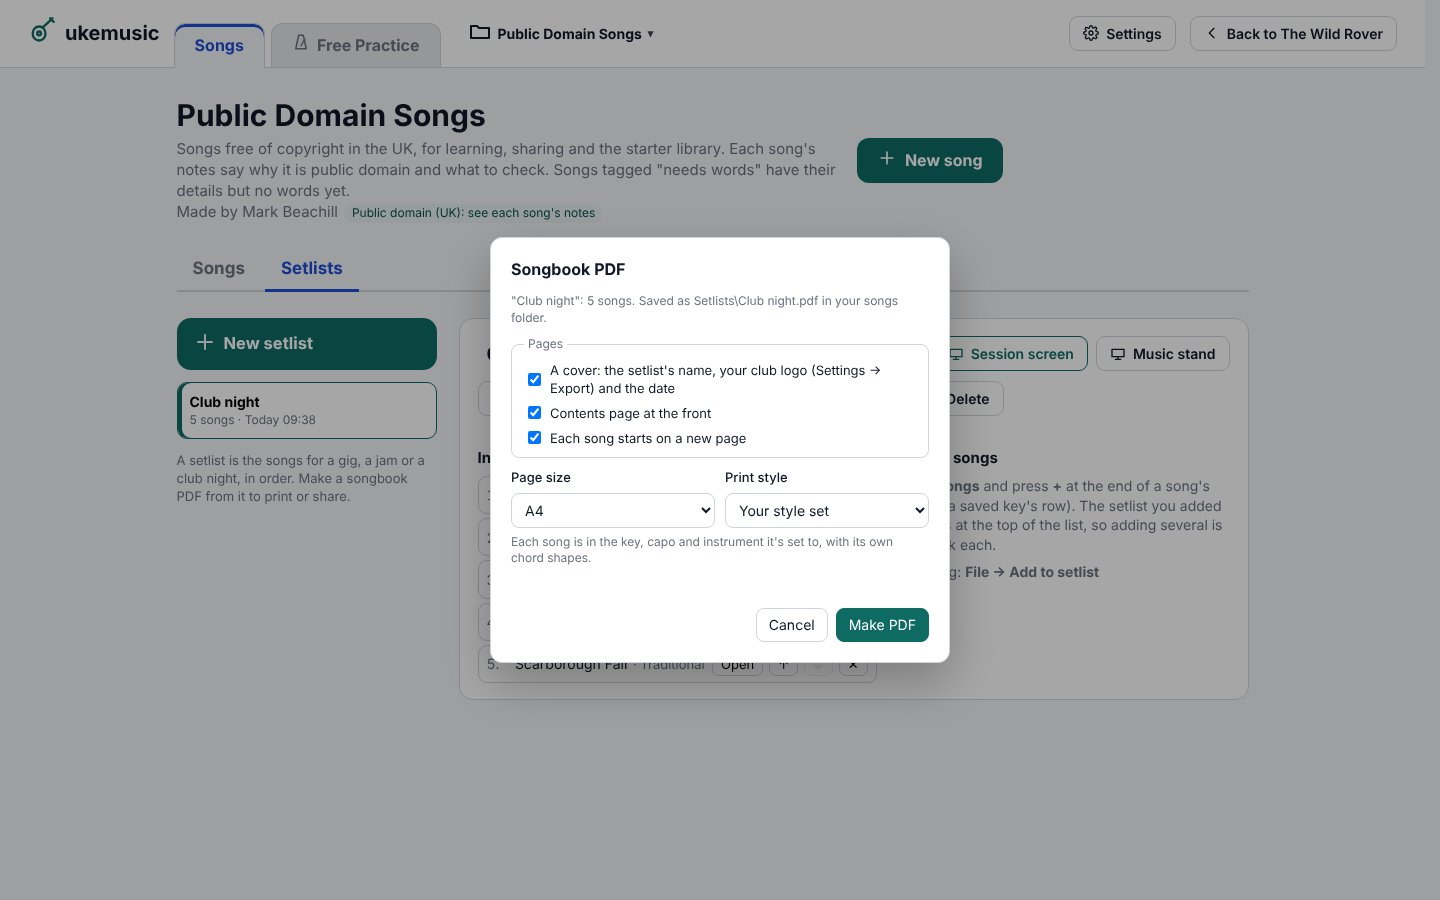 ukemusic
Songs
Free Practice
Public Domain Songs ▾
Settings
Back to The Wild Rover
Public Domain Songs
Songs free of copyright in the UK, for learning, sharing and the starter library. Each song's
notes say why it is public domain and what to check. Songs tagged "needs words" have their
details but no words yet.
Made by Mark Beachill
Public domain (UK): see each song's notes
+ New song
Songs
Setlists
+ New setlist
Club night
5 songs · Today 09:38
A setlist is the songs for a gig, a jam or a
club night, in order. Make a songbook
PDF from it to print or share.
Songbook PDF
"Club night": 5 songs. Saved as Setlists\Club night.pdf in your songs
folder.
Pages
A cover: the setlist's name, your club logo (Settings →
Export) and the date
Contents page at the front
Each song starts on a new page
Page size
Print style
A4
Your style set
Each song is in the key, capo and instrument it's set to, with its own
chord shapes.
Cancel
Make PDF
Session screen
Music stand
Delete
In
songs
ongs and press + at the end of a song's
a saved key's row). The setlist you added
at the top of the list, so adding several is
k each.
g: File → Add to setlist
5. Scarborough Fair · Traditional Open ↑ ↓ ×